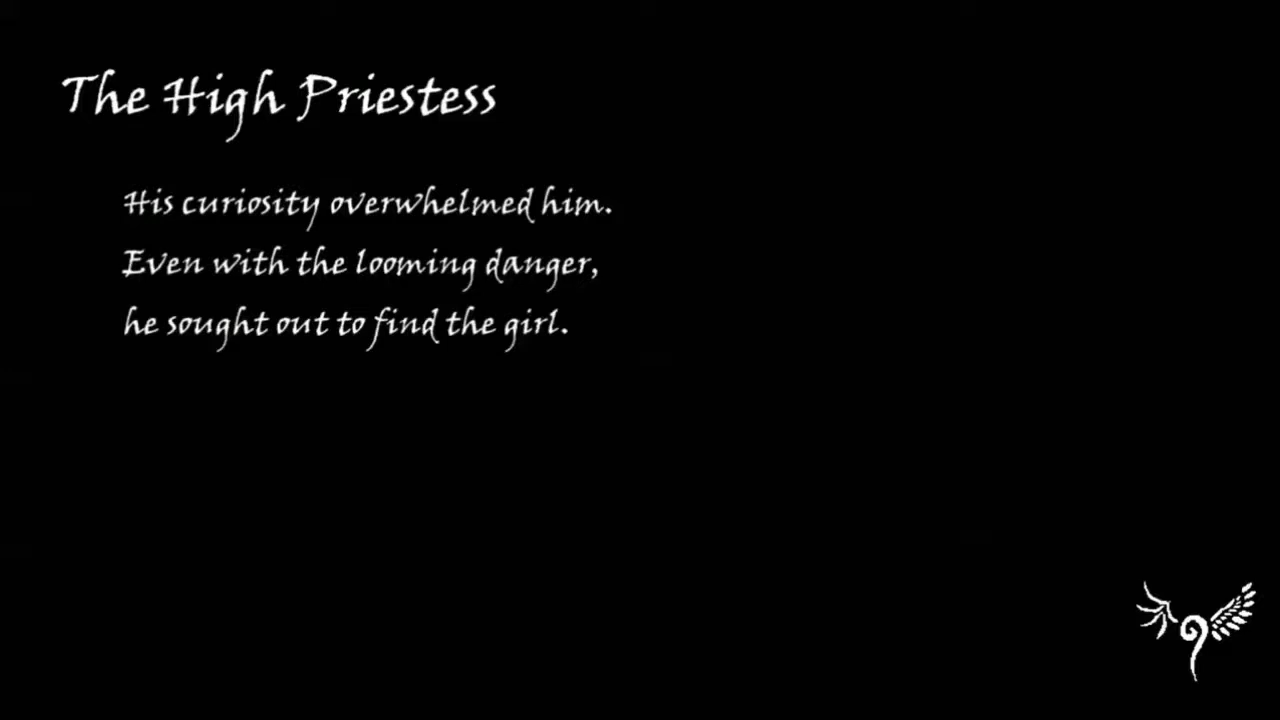 The High Priestess
His curiosity overwhelmed him.
Even with the looming danger,
he sought out to find the girl.